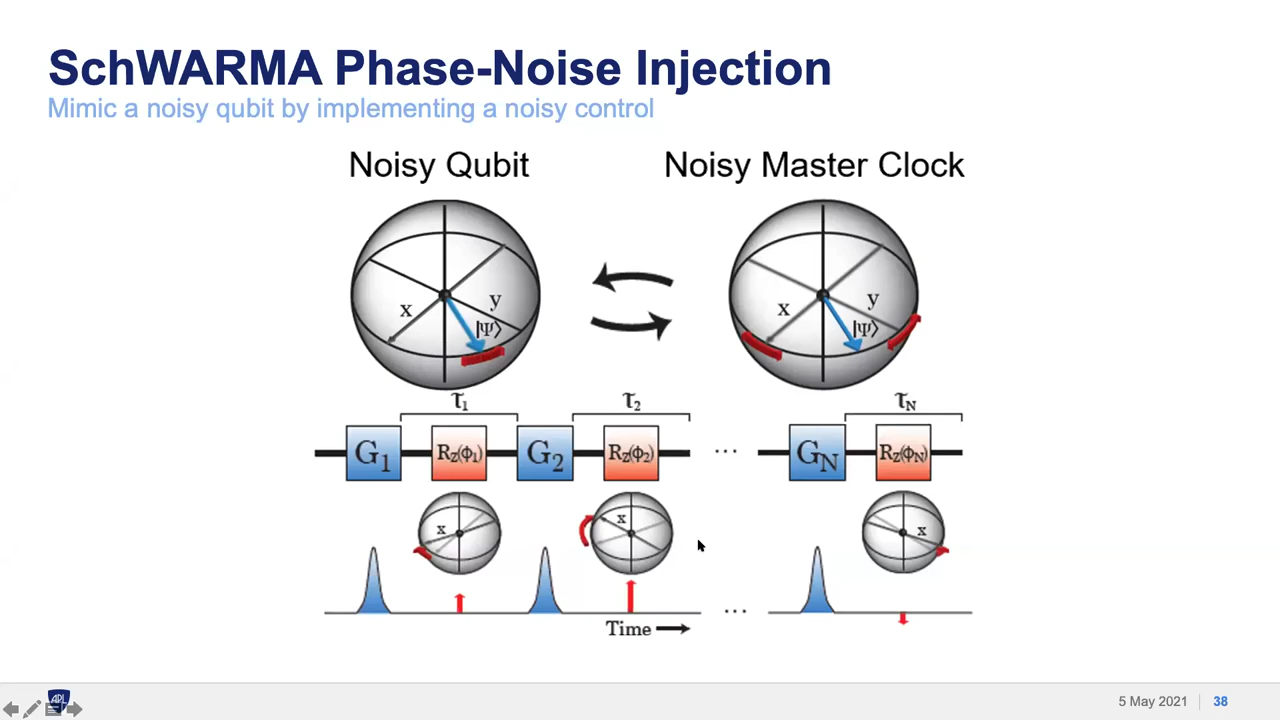 SchWARMA Phase-Noise Injection
Mimic a noisy qubit by implementing a noisy control
Noisy Qubit
Noisy Master Clock
x
y
|Ψ⟩
x
y
|Ψ⟩
τ₁
τ₂
τN
G₁
Rz(ϕ₁)
G₂
Rz(ϕ₂)
...
GN
Rz(ϕN)
x
x
x
...
Time
APL
5 May 2021
38